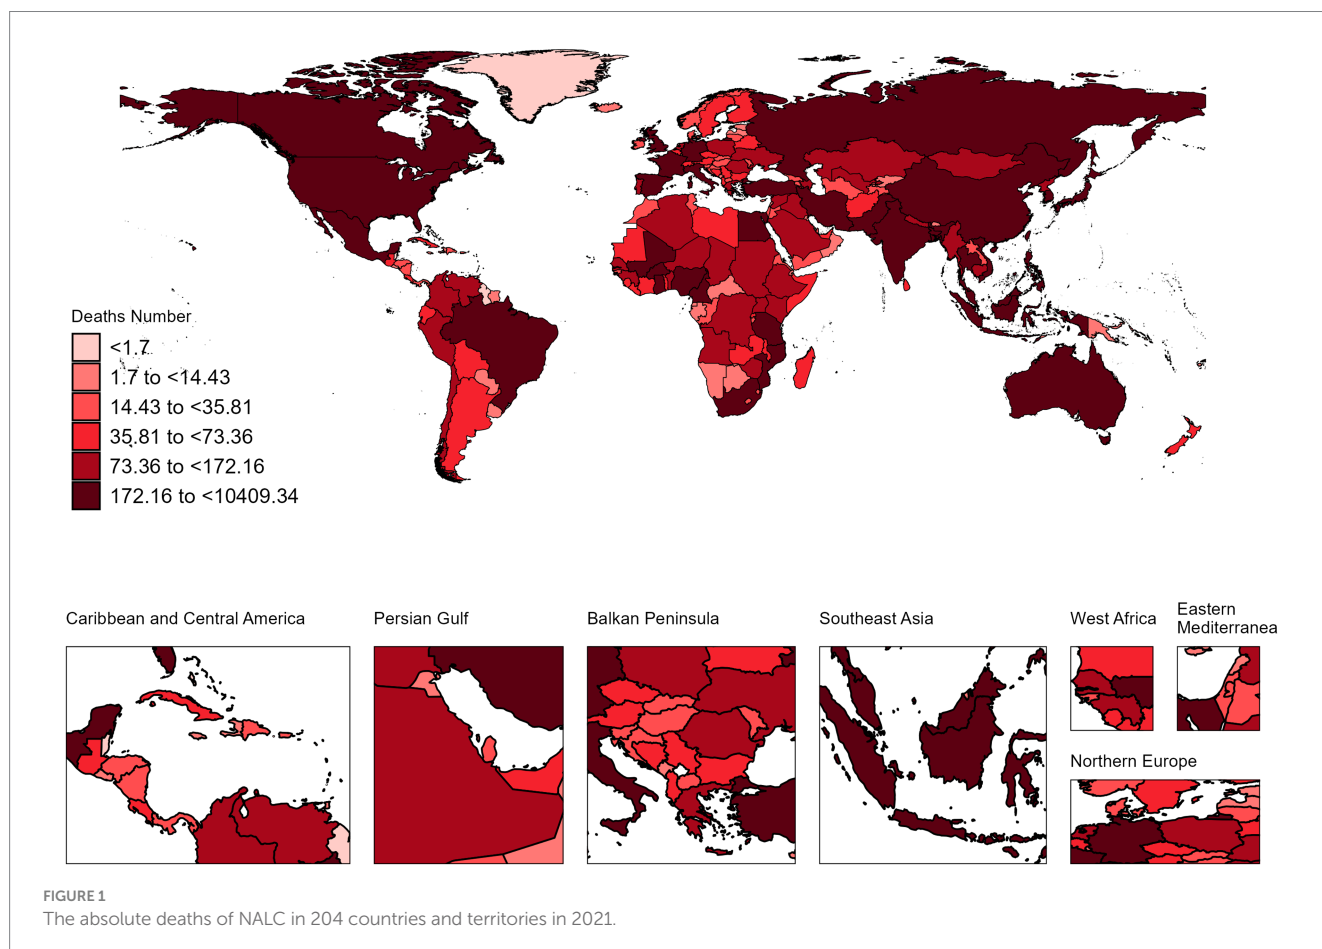 Deaths Number
<1.7
1.7 to <14.43
14.43 to <35.81
35.81 to <73.36
73.36 to <172.16
172.16 to <10409.34
Caribbean and Central America
Persian Gulf
Balkan Peninsula
Southeast Asia
West Africa
Eastern
Mediterranea
Northern Europe
FIGURE 1
The absolute deaths of NALC in 204 countries and territories in 2021.